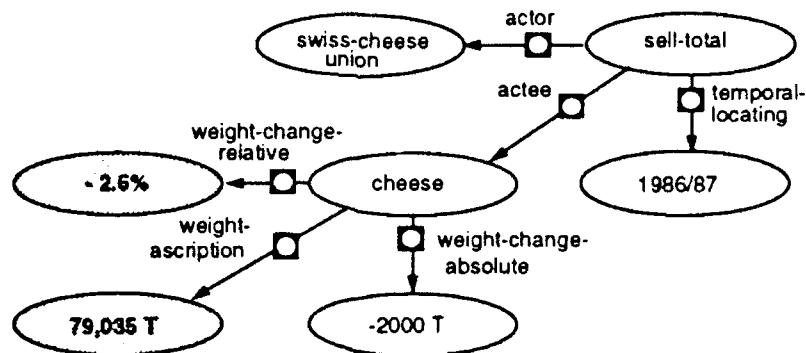 actor
swiss-cheese
union
sell-total
actee
temporal-
locating
weight-change-
relative
- 2.6%
cheese
1986/87
weight-
ascription
weight-change-
absolute
79,035 T
-2000 T